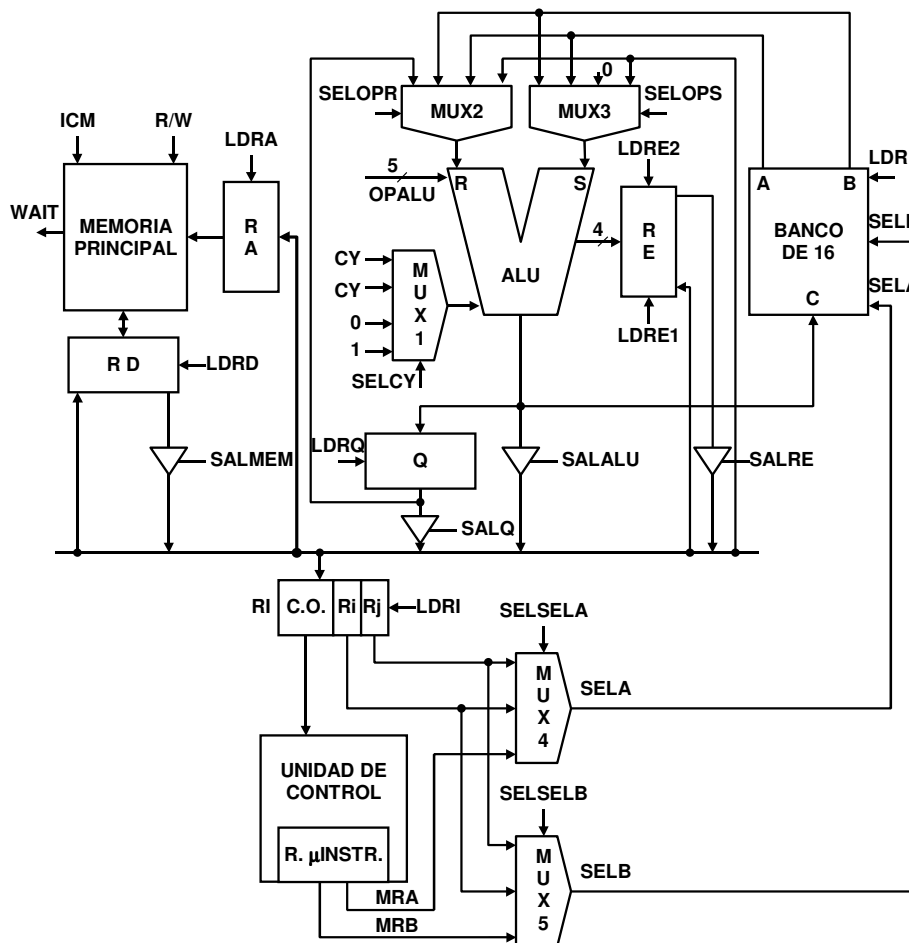 0
SELOPR
MUX2
MUX3
SELOPS
ICM
R/W
LDRA
LDRE2
5
OPALU
R
S
A
B
LDR
WAIT
MEMORIA
PRINCIPAL
R
A
4
R
E
BANCO
DE 16
C
CY
CY
0
1
M
U
X
1
ALU
SELCY
LDRE1
R D
LDRD
LDRQ
Q
SALMEM
SALALU
SALRE
SALQ
RI
C.O.
Ri
Rj
LDRI
SELSELA
M
U
X
4
SELA
UNIDAD DE
CONTROL
R. μINSTR.
SELSELB
M
U
X
5
SELB
MRA
MRB